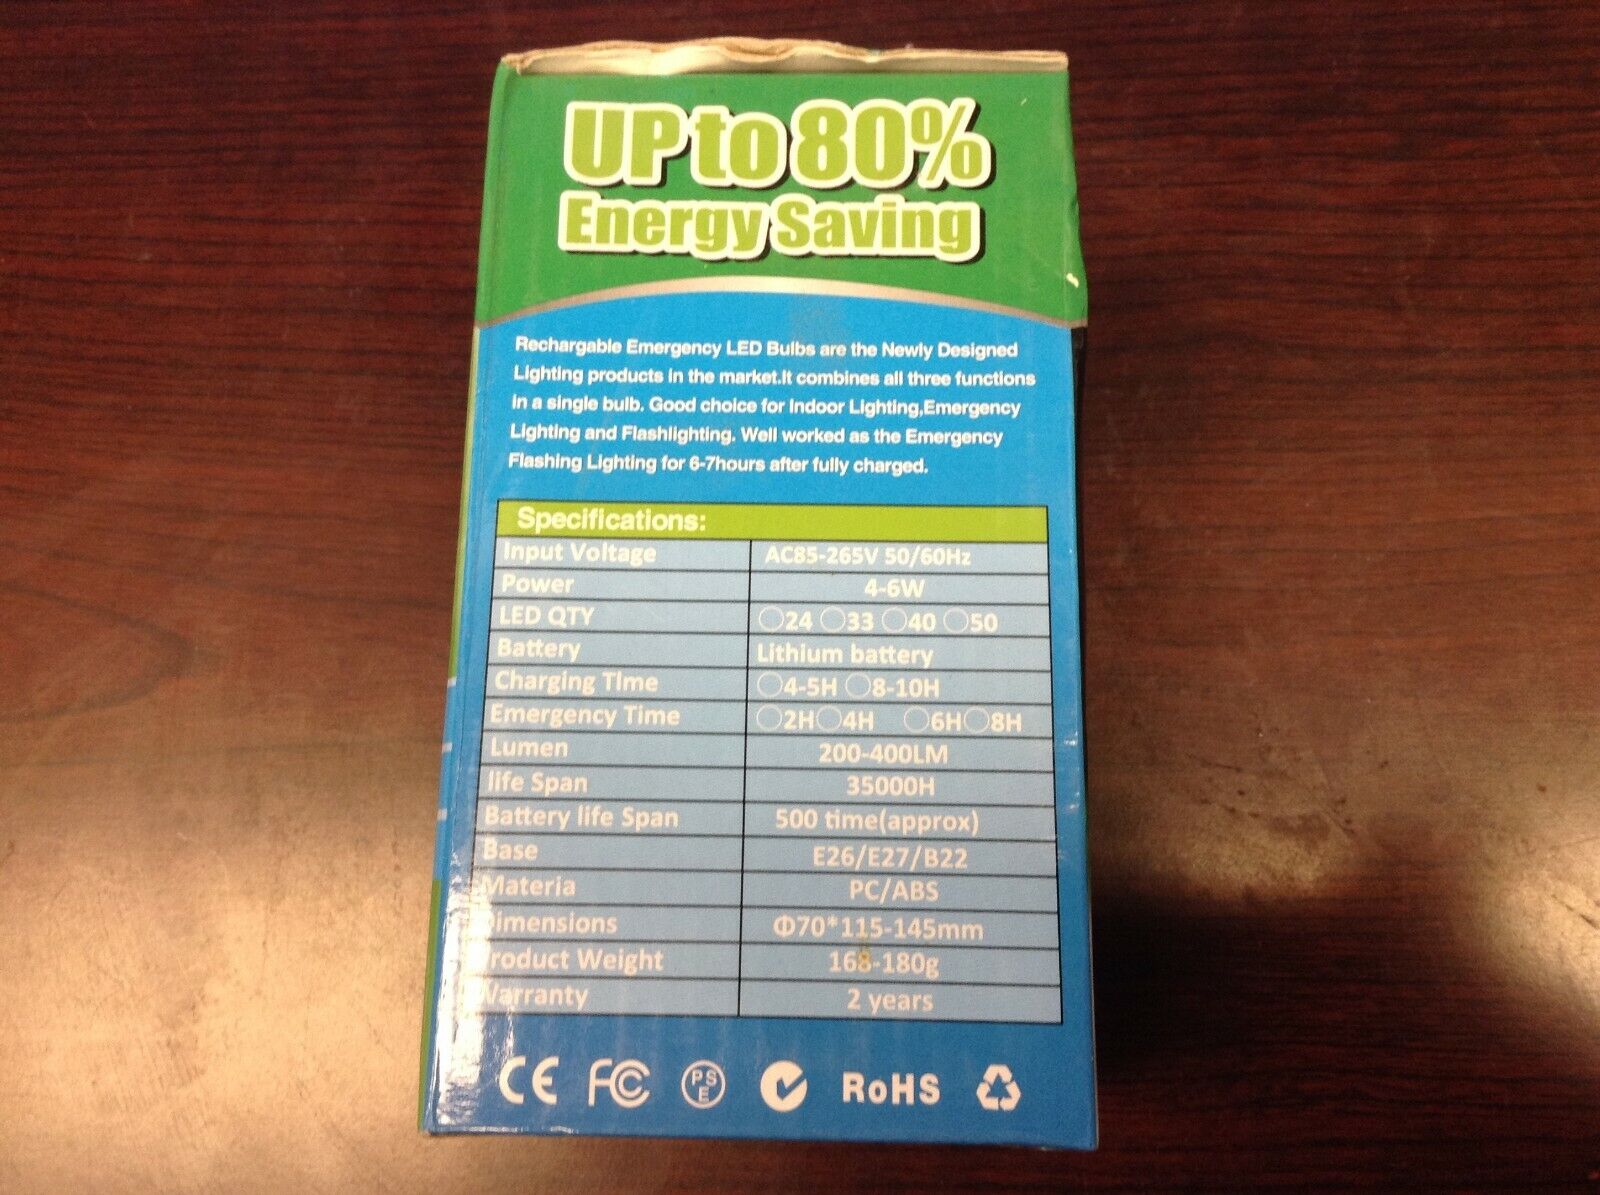 UP to 80%
Energy Saving
Rechargable Emergency LED Bulbs are the Newly Designed
Lighting products in the market.It combines all three functions
in a single bulb. Good choice for Indoor Lighting,Emergency
Lighting and Flashlighting. Well worked as the Emergency
Flashing Lighting for 6-7hours after fully charged.
Specifications:
Input Voltage AC85-265V 50/60Hz
Power 4-6W
LED QTY ○24 ○33 ○40 ○50
Battery Lithium battery
Charging Time ○4-5H ○8-10H
Emergency Time ○2H○4H ○6H○8H
Lumen 200-400LM
life Span 35000H
Battery life Span 500 time(approx)
Base E26/E27/B22
Materia PC/ABS
Dimensions Φ70*115-145mm
Product Weight 168-180g
Warranty 2 years
CE FC PSE RoHS